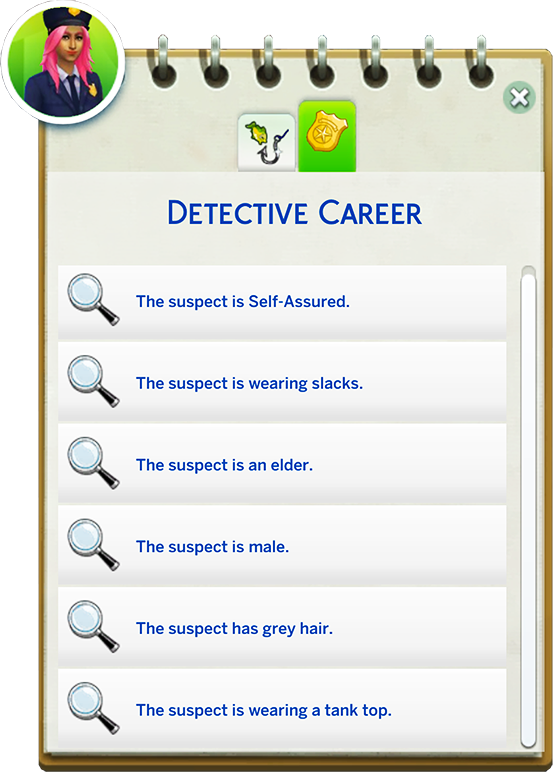 Detective Career
The suspect is Self-Assured.
The suspect is wearing slacks.
The suspect is an elder.
The suspect is male.
The suspect has grey hair.
The suspect is wearing a tank top.